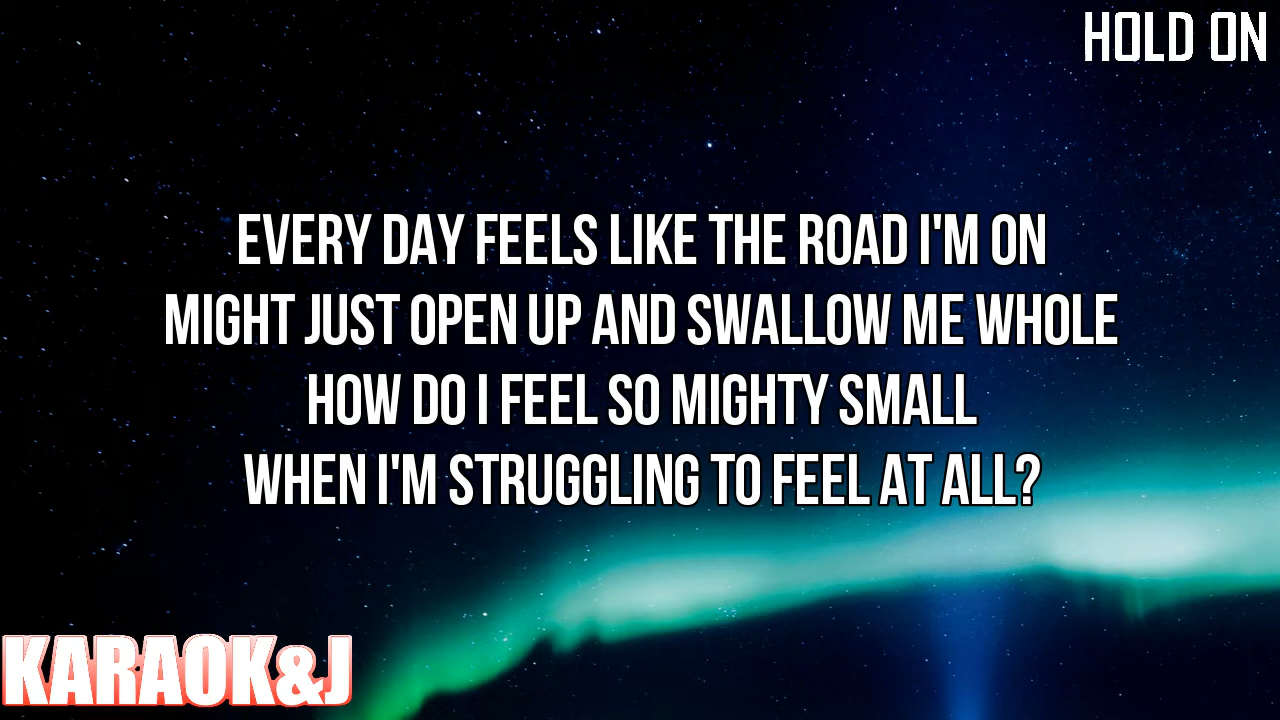 HOLD ON
EVERY DAY FEELS LIKE THE ROAD I'M ON
MIGHT JUST OPEN UP AND SWALLOW ME WHOLE
HOW DO I FEEL SO MIGHTY SMALL
WHEN I'M STRUGGLING TO FEEL AT ALL?
KARAOK&J